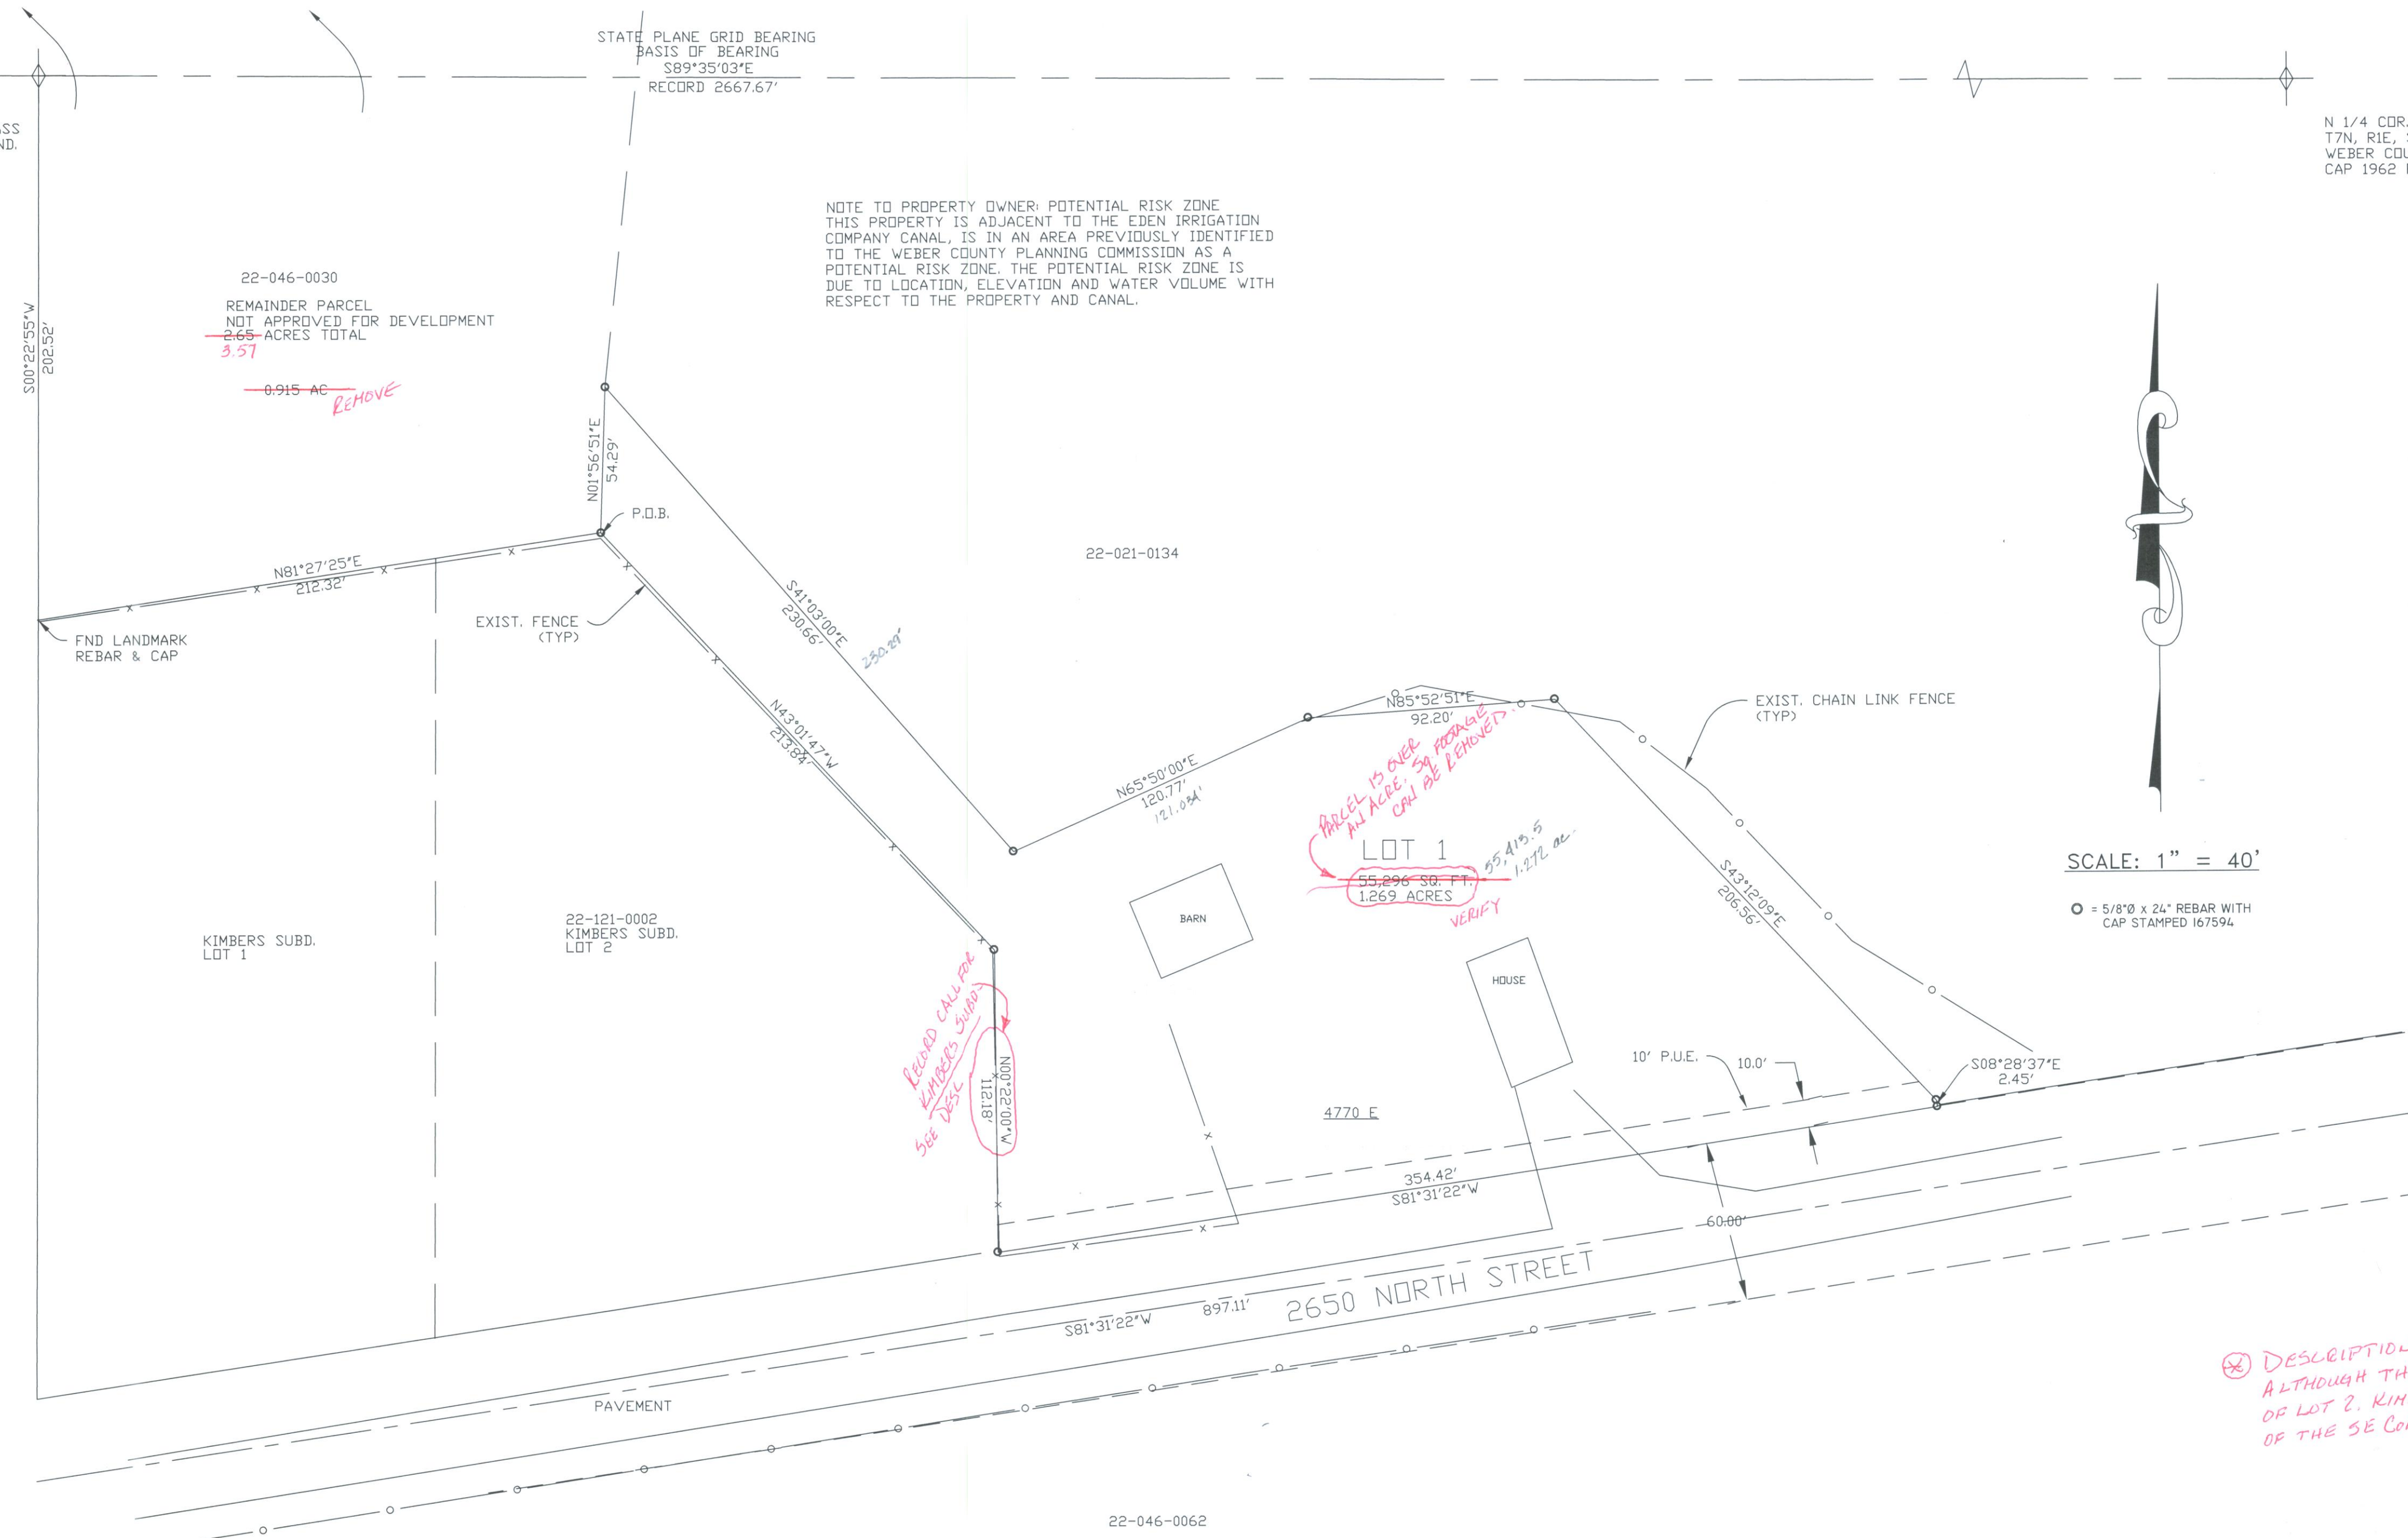 STATE PLANE GRID BEARING
BASIS OF BEARING
S89°35'03"E
RECORD 2667.67'
N 1/4 COR.
T7N, R1E,
WEBER COU
CAP 1962
SS
ND.
NOTE TO PROPERTY OWNER: POTENTIAL RISK ZONE
THIS PROPERTY IS ADJACENT TO THE EDEN IRRIGATION
COMPANY CANAL, IS IN AN AREA PREVIOUSLY IDENTIFIED
TO THE WEBER COUNTY PLANNING COMMISSION AS A
POTENTIAL RISK ZONE. THE POTENTIAL RISK ZONE IS
DUE TO LOCATION, ELEVATION AND WATER VOLUME WITH
RESPECT TO THE PROPERTY AND CANAL.
22-046-0030
REMAINDER PARCEL
NOT APPROVED FOR DEVELOPMENT
2.65 ACRES TOTAL
3.57
0.915 AC
REMOVE
S00°22'55"W
202.52'
N01°56'51"E
54.29'
P.O.B.
N81°27'25"E
212.32'
FND LANDMARK
REBAR & CAP
EXIST. FENCE
(TYP)
22-021-0134
S41°03'00"E
230.66'
230.29'
N43°01'47"W
213.84'
N65°50'00"E
120.77'
121.034'
N85°52'51"E
92.20'
EXIST. CHAIN LINK FENCE
(TYP)
PARCEL IS OVER
AN ACRE, SQ FOOTAGE
CAN BE REMOVED.
LOT 1
55,296 SQ. FT.
1.269 ACRES
55,413.5
1.272 ac.
VERIFY
S43°12'09"E
206.56'
SCALE: 1" = 40'
= 5/8"Ø x 24" REBAR WITH
CAP STAMPED 167594
BARN
HOUSE
KIMBERS SUBD.
LOT 1
22-121-0002
KIMBERS SUBD.
LOT 2
RECORD CALL FOR
KIMBERS SUBD.
SEE DESC
N00°22'00"W
112.18'
4770 E
10' P.U.E.
10.0'
S08°28'37"E
2.45'
354.42'
S81°31'22"W
60.00'
S81°31'22"W
897.11'
2650 NORTH STREET
PAVEMENT
22-046-0062
DESCRIPTION
ALTHOUGH TH
OF LOT 2. KIM
OF THE SE COR